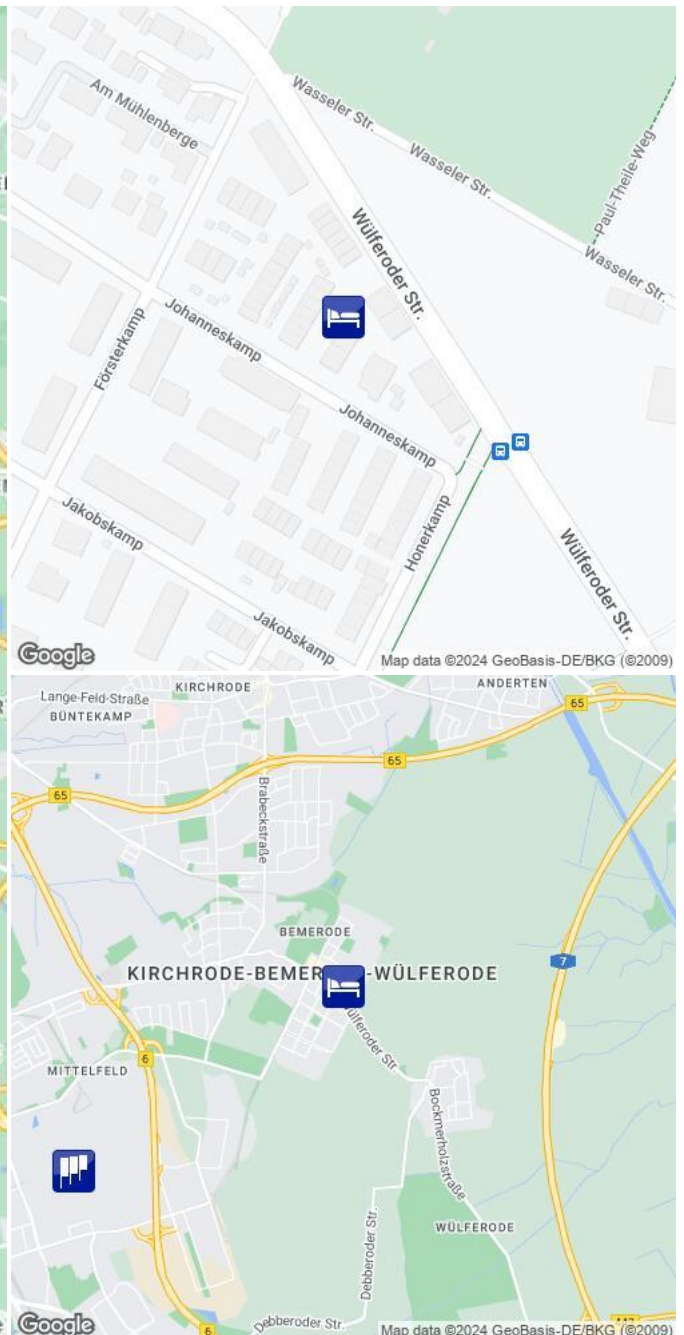 Am Mühlenberge
Wasseler Str.
Wasseler Str.
Paul-Theile-Weg
Wasseler Str.
Wülferoder Str.
Johanneskamp
Försterkamp
Johanneskamp
Honerkamp
Jakobskamp
Wülferoder Str.
Jakobskamp
Google
Map data ©2024 GeoBasis-DE/BKG (©2009)
KIRCHRODE
ANDERTEN
Lange-Feld-Straße
BÜNTEKAMP
65
65
65
Brabeckstraße
BEMERODE
7
KIRCHRODE-BEMER
-WÜLFERODE
Wülferoder Str.
6
MITTELFELD
Bockmerholzstraße
WÜLFERODE
Debberoder Str.
Debberoder Str.
6
Google
Map data ©2024 GeoBasis-DE/BKG (©2009)